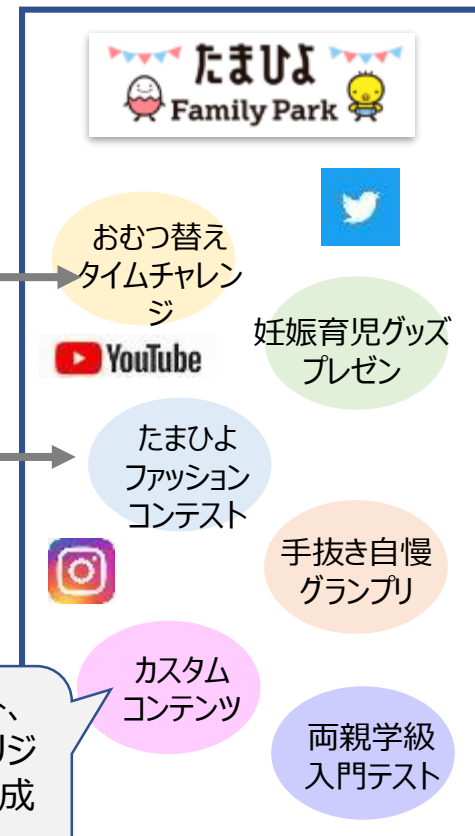 たまひよ
Family Park
おむつ替え
タイムチャレン
ジ
妊娠育児グッズ
プレゼン
YouTube
たまひよ
ファッション
コンテスト
手抜き自慢
グランプリ
カスタム
コンテンツ
両親学級
入門テスト
、
リジ
成